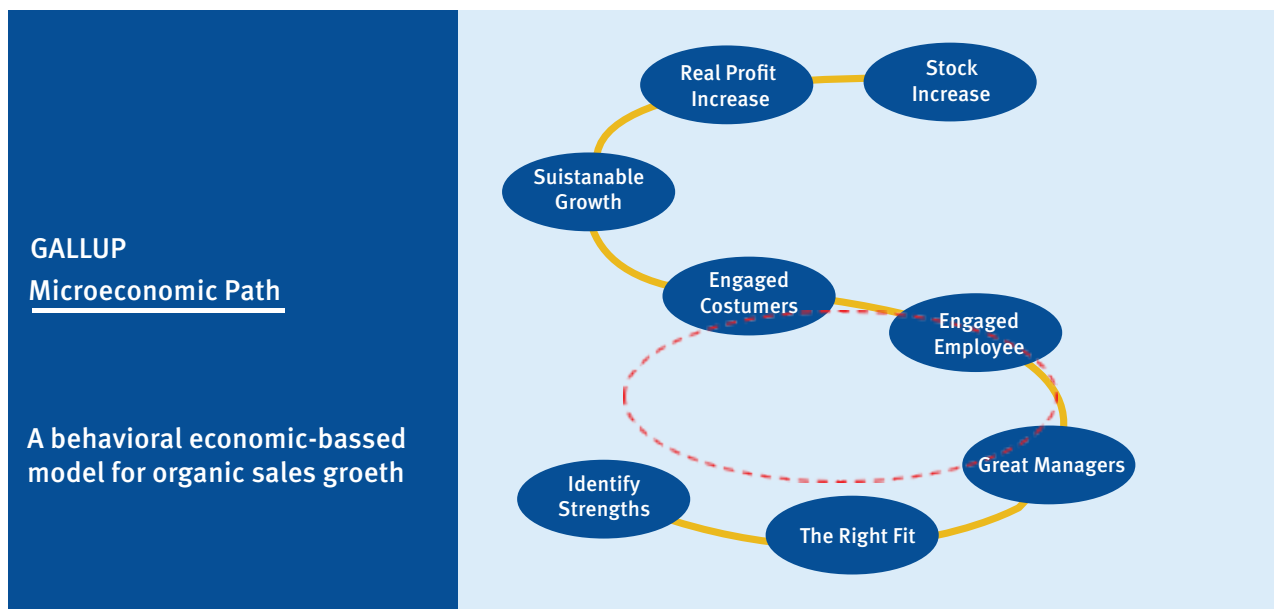 GALLUP
Microeconomic Path
A behavioral economic-bassed
model for organic sales groeth
Real Profit
Increase
Stock
Increase
Suistanable
Growth
Engaged
Costumers
Engaged
Employee
Great Managers
Identify
Strengths
The Right Fit